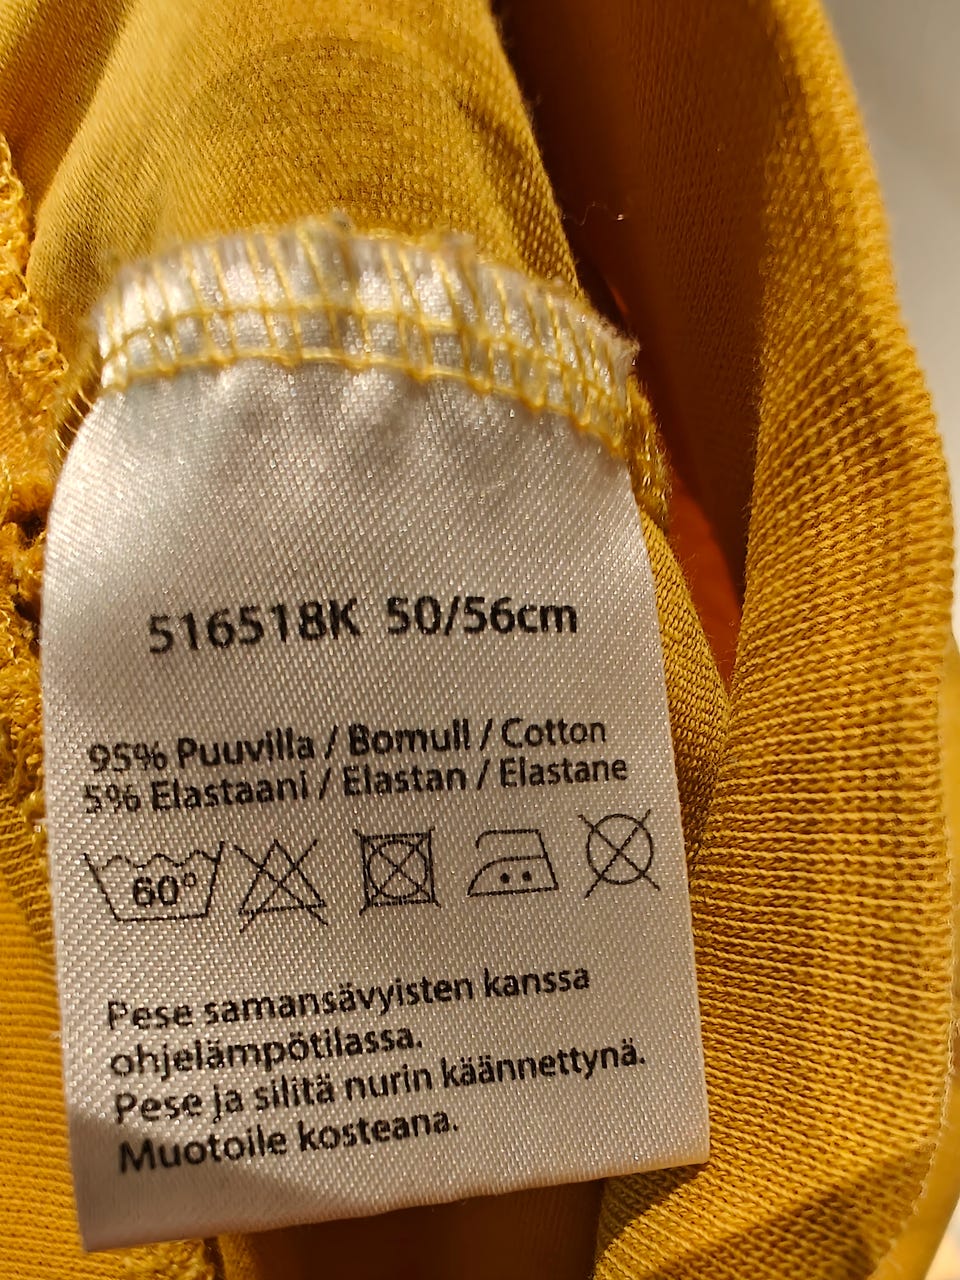 516518K 50/56cm
95% Puuvilla / Bomull / Cotton
5% Elastaani / Elastan / Elastane
60°
Pese samansävyisten kanssa
ohjelämpötilassa.
Pese ja silitä nurin käännettynä.
Muotoile kosteana.